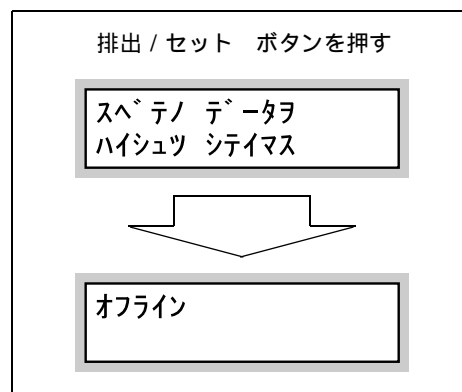 排出 / セット　ボタンを押す
スベテノ データヲ
ハイシュツ シテイマス
オフライン